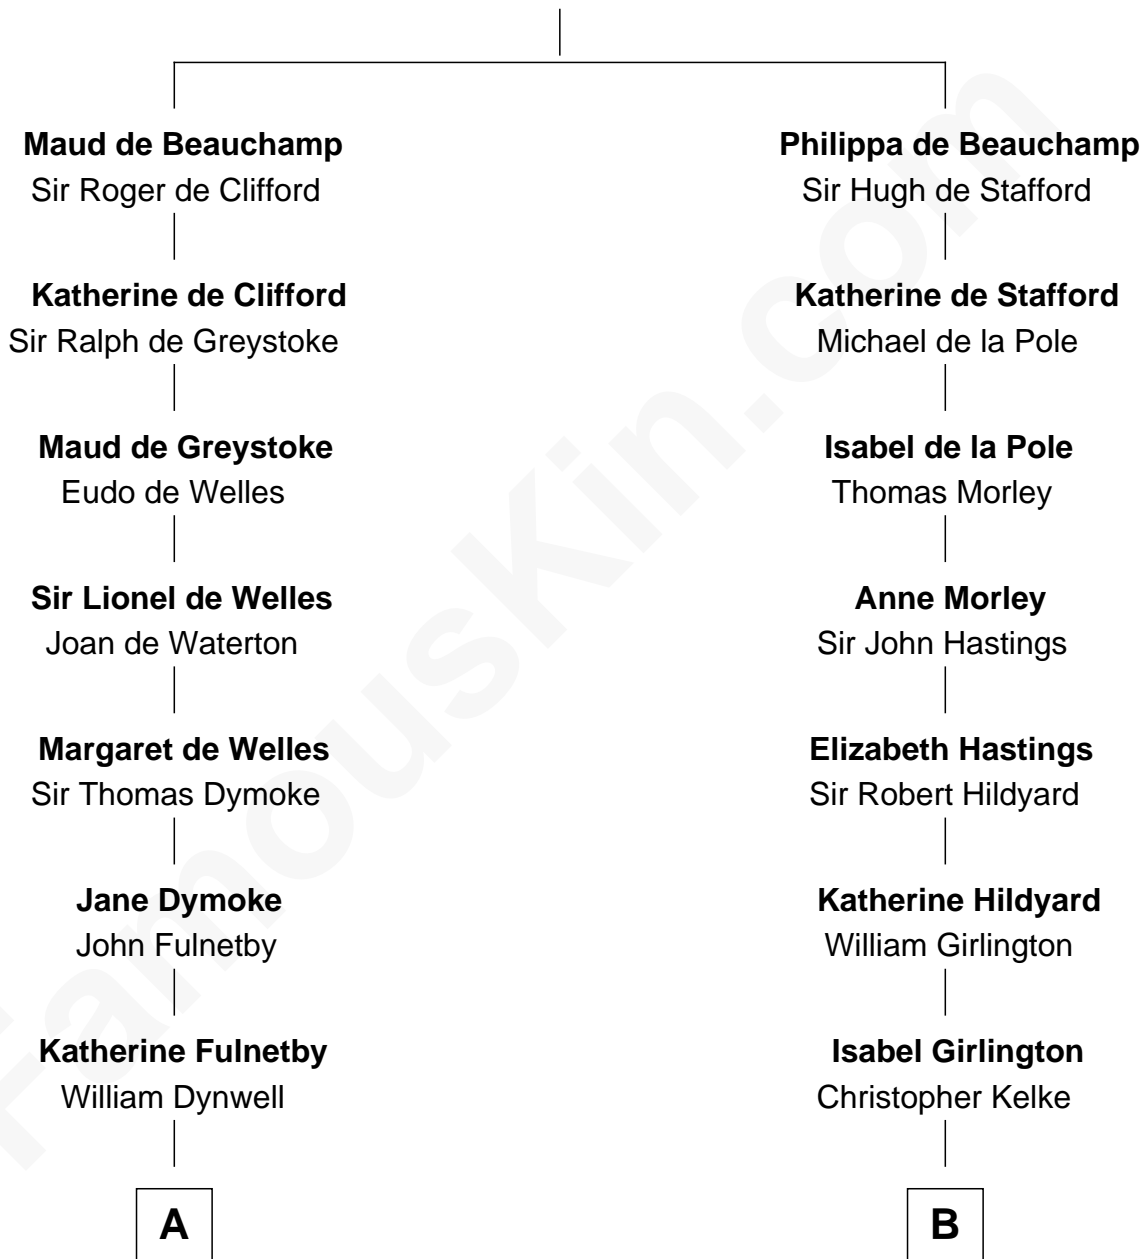 Maud de Beauchamp
Sir Roger de Clifford
Katherine de Clifford
Sir Ralph de Greystoke
Maud de Greystoke
Eudo de Welles
Sir Lionel de Welles
Joan de Waterton
Margaret de Welles
Sir Thomas Dymoke
Jane Dymoke
John Fulnetby
Katherine Fulnetby
William Dynwell
A
Philippa de Beauchamp
Sir Hugh de Stafford
Katherine de Stafford
Michael de la Pole
Isabel de la Pole
Thomas Morley
Anne Morley
Sir John Hastings
Elizabeth Hastings
Sir Robert Hildyard
Katherine Hildyard
William Girlington
Isabel Girlington
Christopher Kelke
B
FamousKin.com